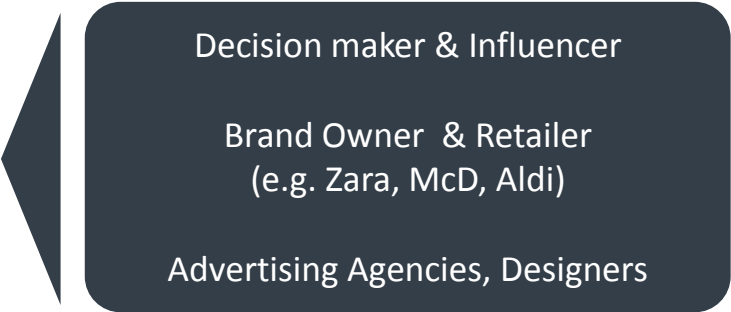 Decision maker & Influencer
Brand Owner & Retailer
(e.g. Zara, McD, Aldi)
Advertising Agencies, Designers